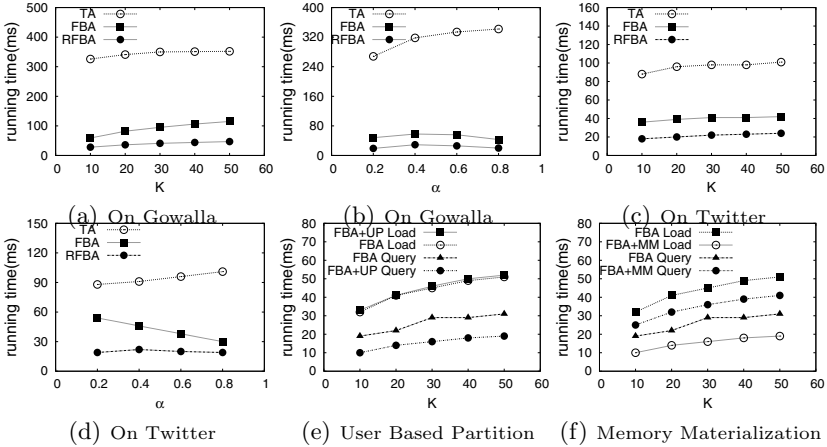 running time(ms)
500
400
300
200
100
0
TA
FBA
RFBA
0 10 20 30 40 50 60
K
(a) On Gowalla
running time(ms)
400
320
240
160
80
0
TA
FBA
RFBA
0 0.2 0.4 0.6 0.8 1
α
(b) On Gowalla
running time(ms)
160
140
120
100
80
60
40
20
0
TA
FBA
RFBA
0 10 20 30 40 50 60
K
(c) On Twitter
running time(ms)
150
120
90
60
30
0
TA
FBA
RFBA
0 0.2 0.4 0.6 0.8 1
α
(d) On Twitter
running time(ms)
80
70
60
50
40
30
20
10
0
FBA+UP Load
FBA Load
FBA Query
FBA+UP Query
0 10 20 30 40 50 60
K
(e) User Based Partition
running time(ms)
80
70
60
50
40
30
20
10
0
FBA Load
FBA+MM Load
FBA Query
FBA+MM Query
0 10 20 30 40 50 60
K
(f) Memory Materialization